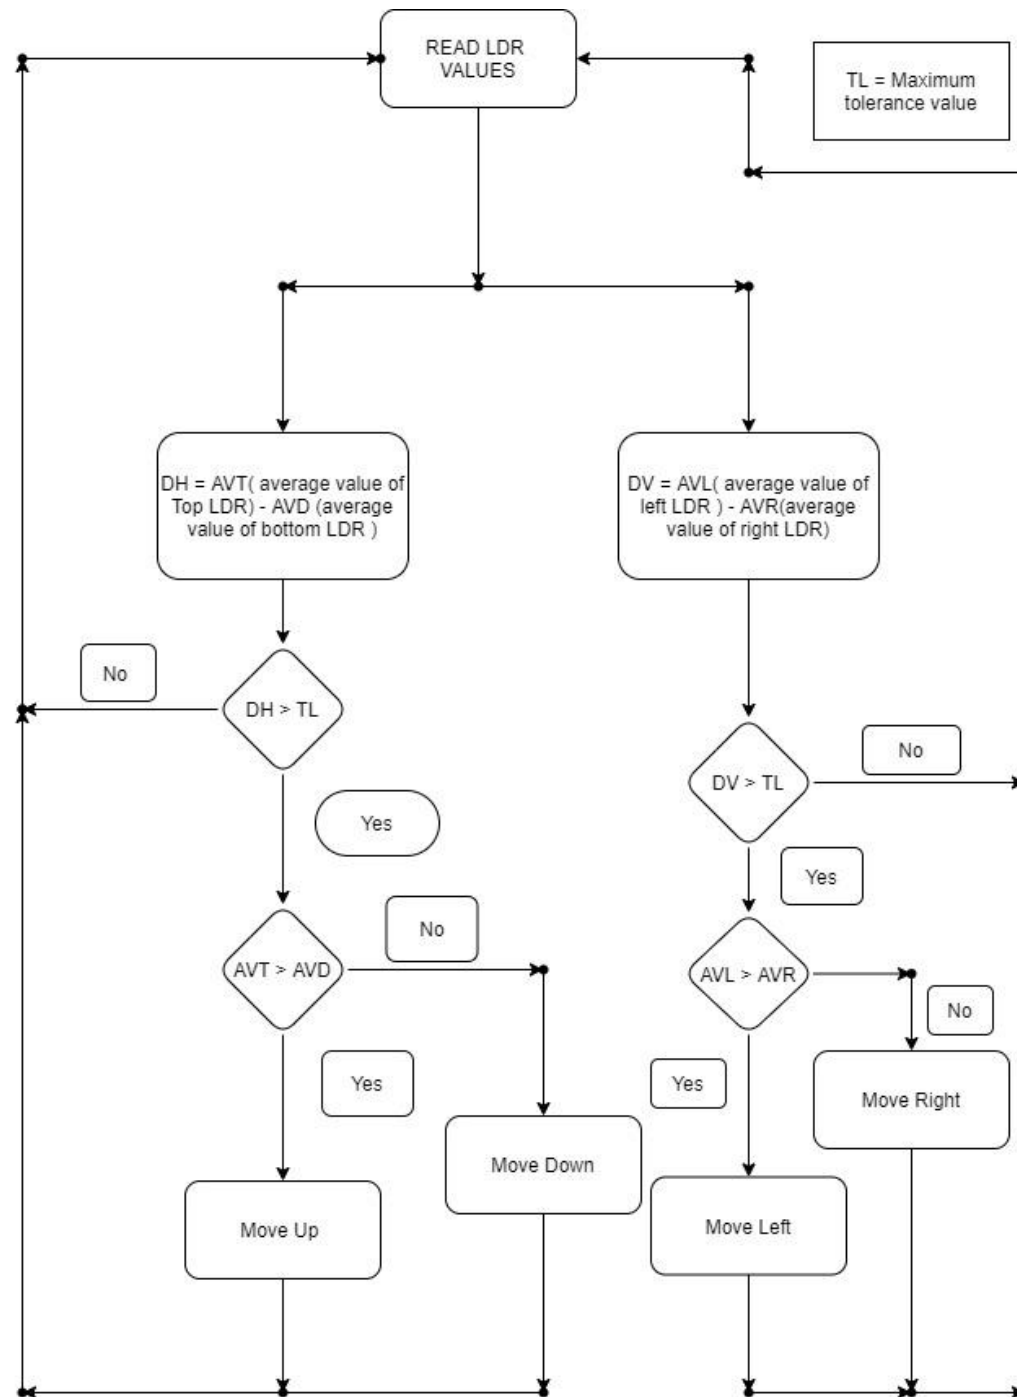 READ LDR
VALUES
TL = Maximum
tolerance value
DH = AVT( average value of
Top LDR) - AVD (average
value of bottom LDR )
DV = AVL( average value of
left LDR ) - AVR(average
value of right LDR)
No
DH > TL
No
DV > TL
Yes
Yes
No
AVT > AVD
AVL > AVR
No
Yes
Yes
Move Right
Move Down
Move Up
Move Left